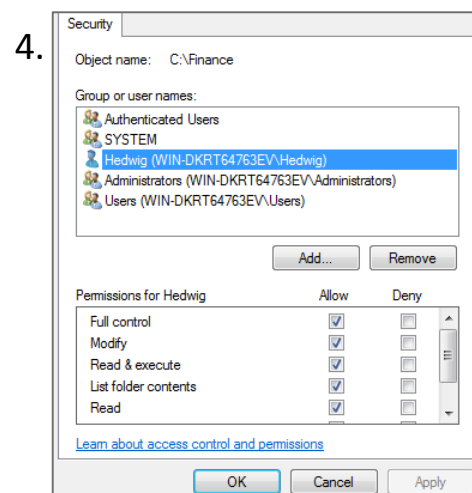 Security
4.
Object name: C:\Finance
Group or user names:
Authenticated Users
SYSTEM
Hedwig (WIN-DKRT64763EV\Hedwig)
Administrators (WIN-DKRT64763EV\Administrators)
Users (WIN-DKRT64763EV\Users)
Add... Remove
Permissions for Hedwig Allow Deny
Full control
Modify
Read & execute
List folder contents
Read
Learn about access control and permissions
OK Cancel Apply